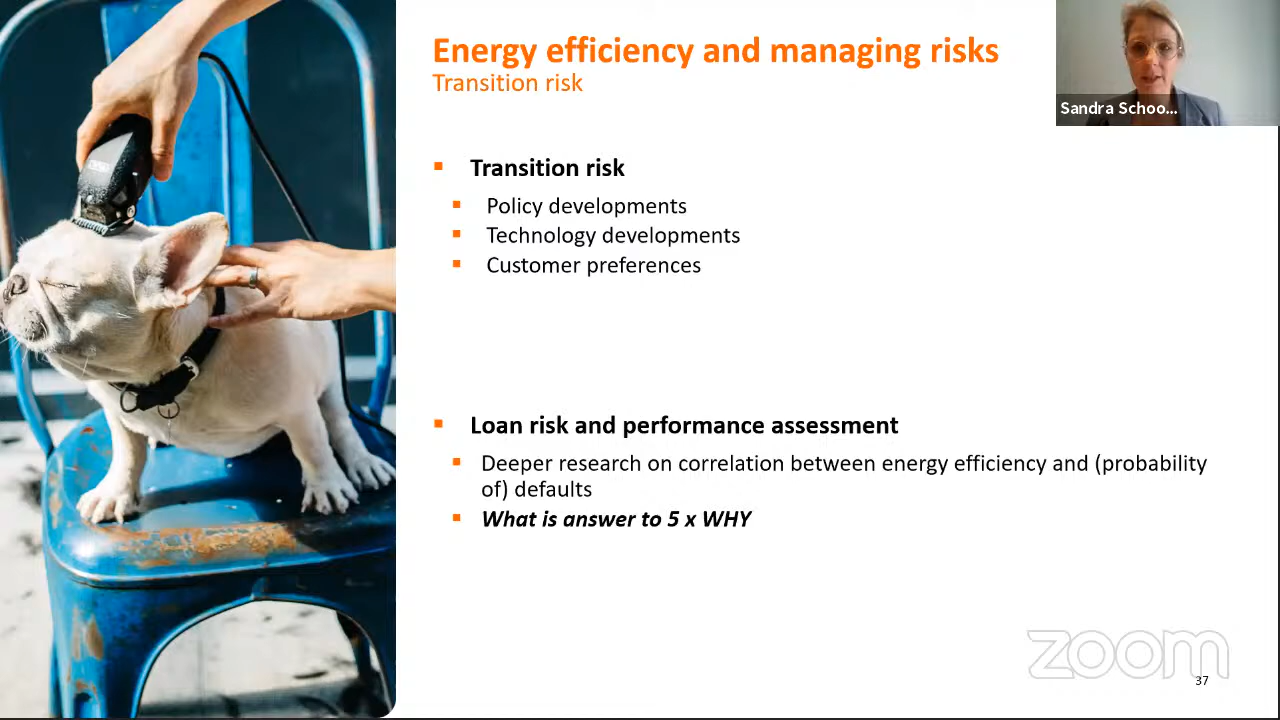 Energy efficiency and managing risks
Transition risk
Sandra Schoo...
Transition risk
Policy developments
Technology developments
Customer preferences
Loan risk and performance assessment
Deeper research on correlation between energy efficiency and (probability
of) defaults
What is answer to 5 x WHY
zoom
37